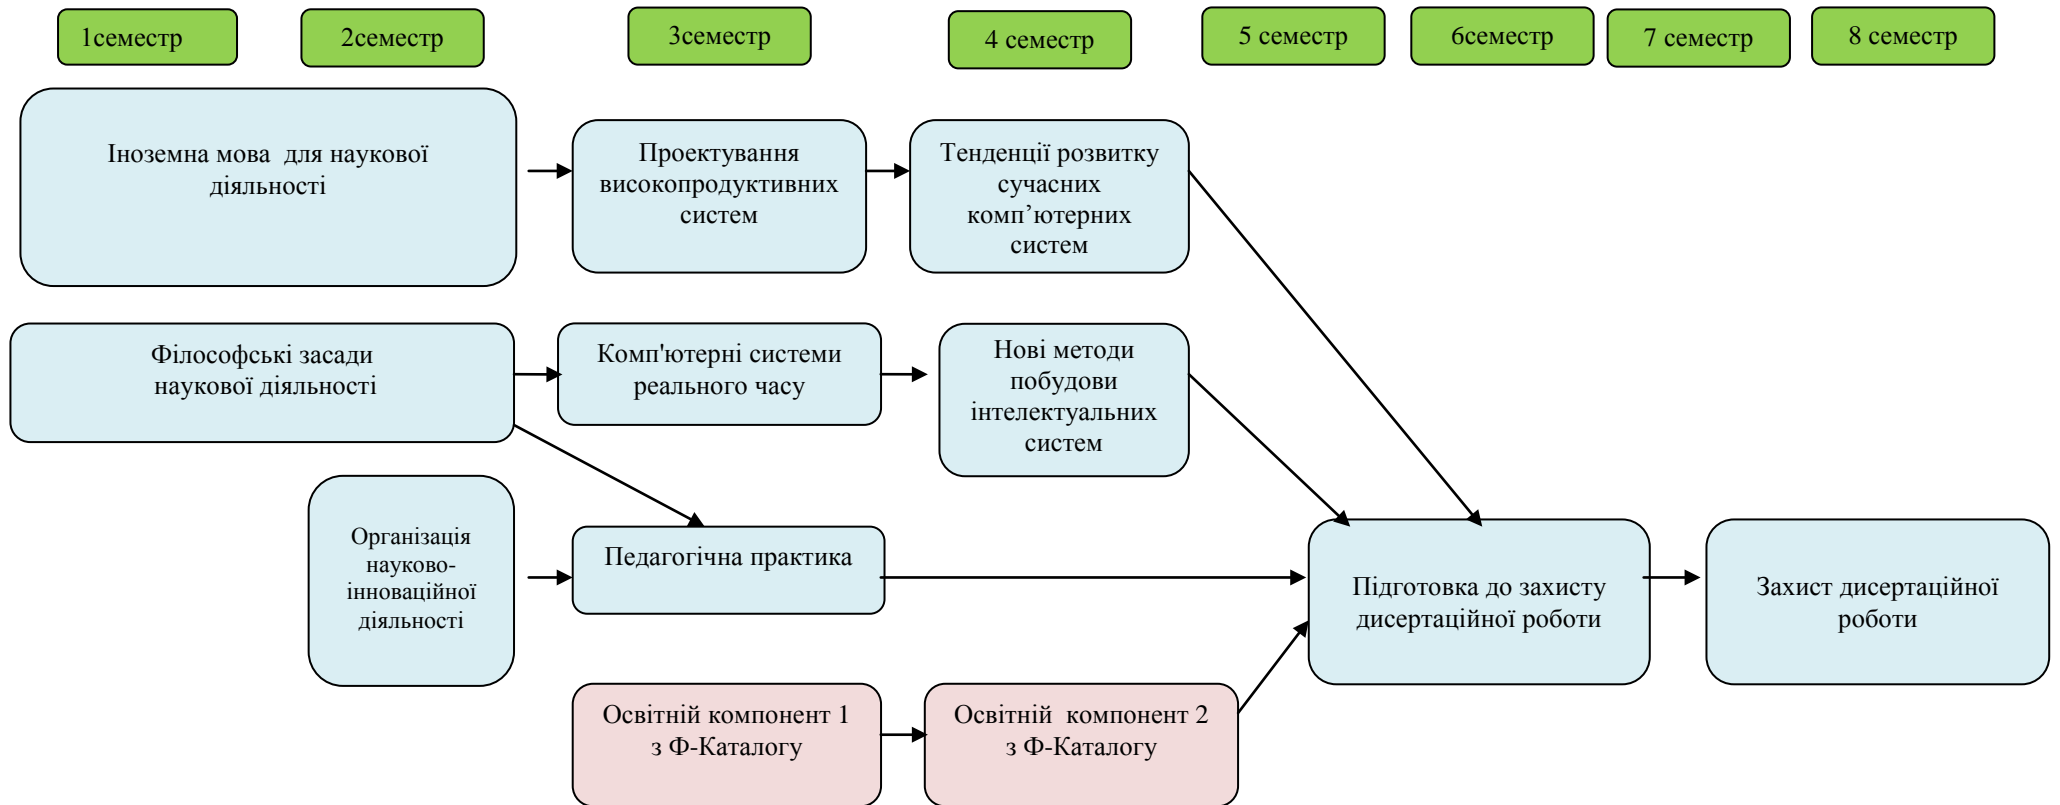 1семестр
2семестр
3семестр
4 семестр
5 семестр
6семестр
7 семестр
8 семестр
Іноземна мова  для наукової
діяльності
Проектування
високопродуктивних
систем
Тенденції розвитку
сучасних
комп’ютерних
систем
Філософські засади
наукової діяльності
Комп'ютерні системи
реального часу
Нові методи
побудови
інтелектуальних
систем
Організація
науково-
інноваційної
діяльності
Педагогічна практика
Підготовка до захисту
дисертаційної роботи
Захист дисертаційної
роботи
Освітній компонент 1
з Ф-Каталогу
Освітній  компонент 2
з Ф-Каталогу